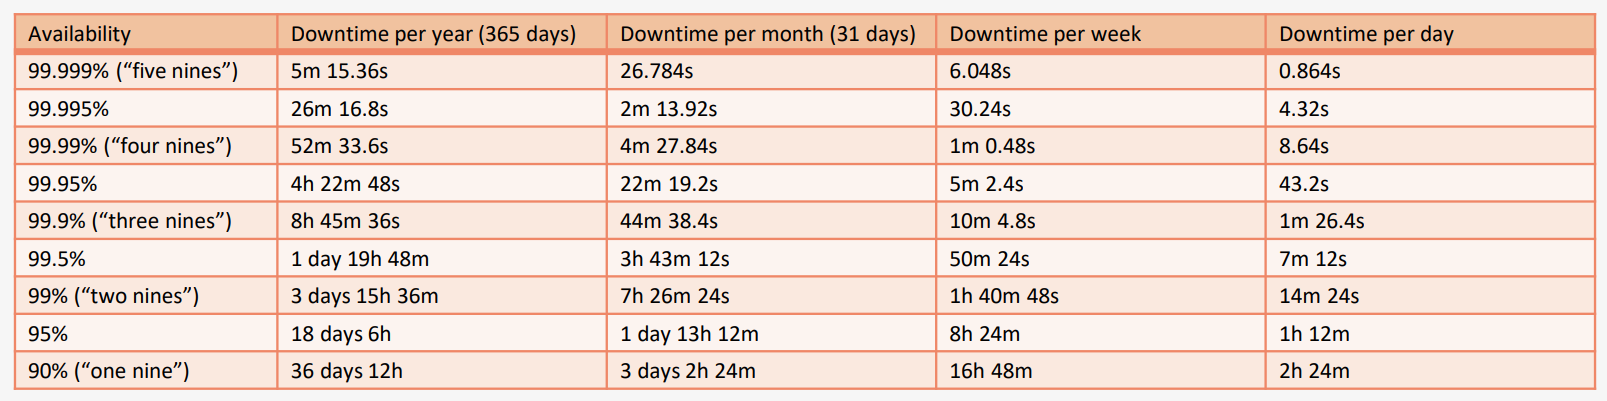 Availability Downtime per year (365 days) Downtime per month (31 days) Downtime per week Downtime per day
99.999% (“five nines”) 5m 15.36s 26.784s 6.048s 0.864s
99.995% 26m 16.8s 2m 13.92s 30.24s 4.32s
99.99% (“four nines”) 52m 33.6s 4m 27.84s 1m 0.48s 8.64s
99.95% 4h 22m 48s 22m 19.2s 5m 2.4s 43.2s
99.9% (“three nines”) 8h 45m 36s 44m 38.4s 10m 4.8s 1m 26.4s
99.5% 1 day 19h 48m 3h 43m 12s 50m 24s 7m 12s
99% (“two nines”) 3 days 15h 36m 7h 26m 24s 1h 40m 48s 14m 24s
95% 18 days 6h 1 day 13h 12m 8h 24m 1h 12m
90% (“one nine”) 36 days 12h 3 days 2h 24m 16h 48m 2h 24m